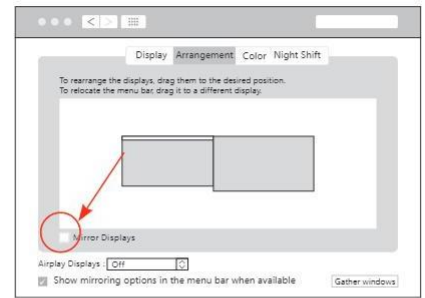 Display Arrangement Color Night Shift
To rearrange the displays, drag them to the desired position.
To relocate the menu bar, drag it to a different display.
Mirror Displays
Airplay Displays : Off
Show mirroring options in the menu bar when available
Gather windows